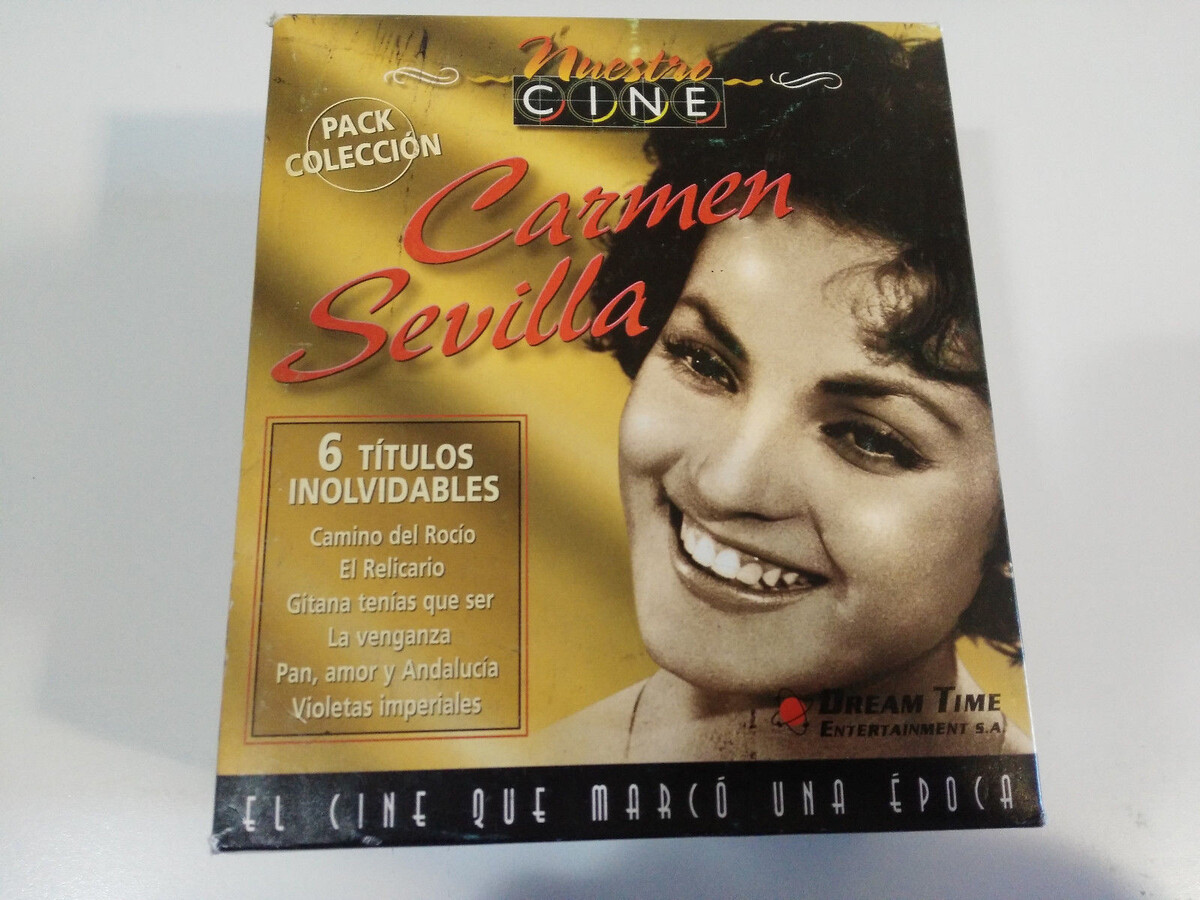 Nuestro
CINE
PACK
COLECCIÓN
Carmen
Sevilla
6 TÍTULOS
INOLVIDABLES
Camino del Rocío
El Relicario
Gitana tenías que ser
La venganza
Pan, amor y Andalucía
Violetas imperiales
DREAM TIME
ENTERTAINMENT S.A.
EL CINE QUE MARCÓ UNA ÉPOCA